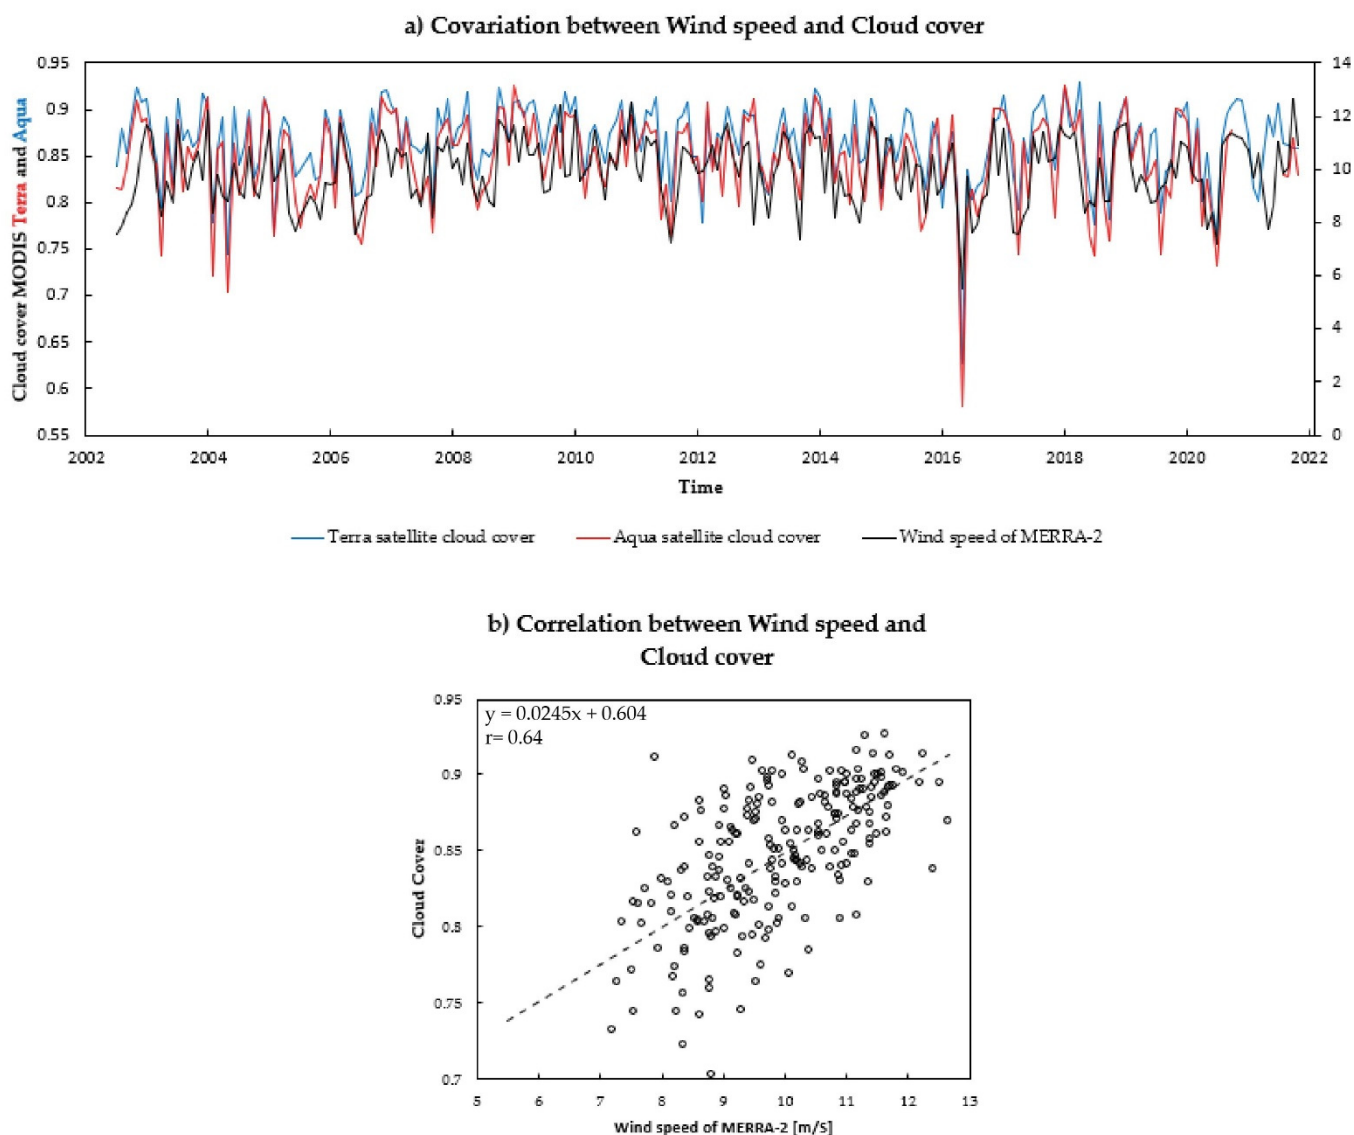 a) Covariation between Wind speed and Cloud cover
Cloud cover MODIS Terra and Aqua
0.95
0.9
0.85
0.8
0.75
0.7
0.65
0.6
0.55
14
12
10
8
6
4
2
0
2002 2004 2006 2008 2010 2012 2014 2016 2018 2020 2022
Time
Terra satellite cloud cover Aqua satellite cloud cover Wind speed of MERRA-2
b) Correlation between Wind speed and
Cloud cover
y = 0.0245x + 0.604
r= 0.64
Cloud Cover
0.95
0.9
0.85
0.8
0.75
0.7
5 6 7 8 9 10 11 12 13
Wind speed of MERRA-2 [m/S]